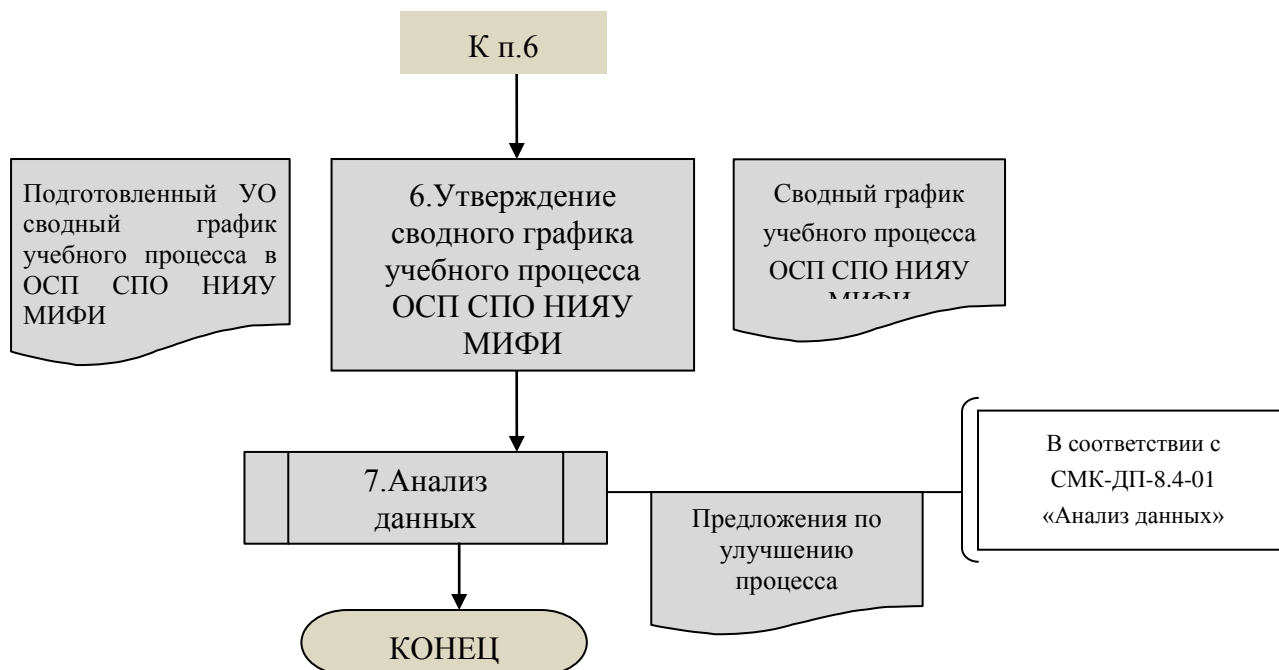 К п.6
Подготовленный УО
сводный график
учебного процесса в
ОСП СПО НИЯУ
МИФИ
6.Утверждение
сводного графика
учебного процесса
ОСП СПО НИЯУ
МИФИ
Сводный график
учебного процесса
ОСП СПО НИЯУ
МИФИ
7.Анализ
данных
Предложения по
улучшению
процесса
В соответствии с
СМК-ДП-8.4-01
«Анализ данных»
КОНЕЦ